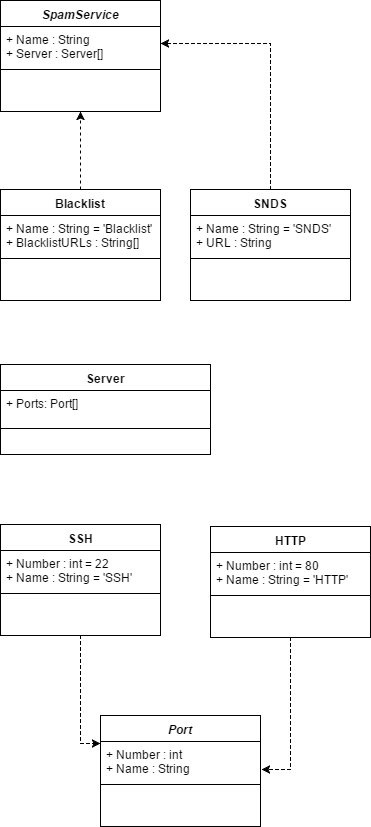 SpamService
+ Name : String
+ Server : Server[]
Blacklist
+ Name : String = 'Blacklist'
+ BlacklistURLs : String[]
SNDS
+ Name : String = 'SNDS'
+ URL : String
Server
+ Ports: Port[]
SSH
+ Number : int = 22
+ Name : String = 'SSH'
HTTP
+ Number : int = 80
+ Name : String = 'HTTP'
Port
+ Number : int
+ Name : String